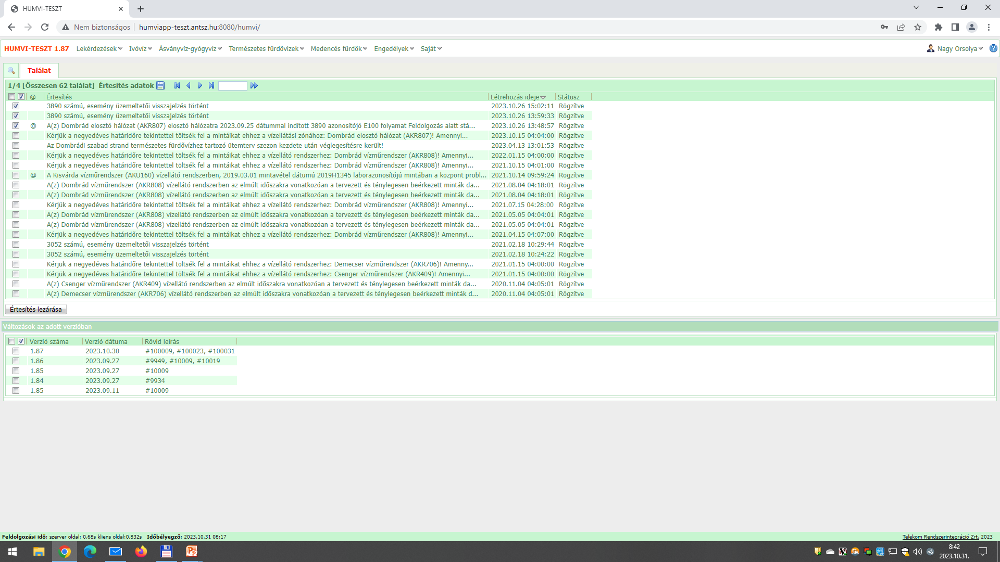 HUMVI-TESZT
Nem biztonságos humviapp-teszt.antsz.hu:8080/humvi/
HUMVI-TESZT 1.87 Lekérdezések Ivóvíz Ásványvíz-gyógyvíz Természetes fürdővizek Medencés fürdők Engedélyek Saját Nagy Orsolya
Találat
1/4 [Összesen 62 találat] Értesítés adatok
@ Értesítés Létrehozás ideje Státusz
3890 számú, esemény üzemeltetői visszajelzés történt 2023.10.26 15:02:11 Rögzítve
3890 számú, esemény üzemeltetői visszajelzés történt 2023.10.26 13:59:33 Rögzítve
@ A(z) Dombrád elosztó hálózat (AKR807) elosztó hálózatra 2023.09.25 dátummal indított 3890 azonosítójó E100 folyamat Feldolgozás alatt stá... 2023.10.26 13:48:57 Rögzítve
Kérjük a negyedéves határidőre tekintettel töltsék fel a mintáikat ehhez a vízellátási zónához: Dombrád elosztó hálózat (AKR807)! Amennyi... 2023.10.15 04:04:00 Rögzítve
Az Dombrádi szabad strand természetes fürdővízhez tartozó ütemterv szezon kezdete után véglegesítésre került! 2023.04.13 13:01:53 Rögzítve
Kérjük a negyedéves határidőre tekintettel töltsék fel a mintáikat ehhez a vízellátó rendszerhez: Dombrád vízműrendszer (AKR808)! Amennyi... 2022.01.15 04:00:00 Rögzítve
Kérjük a negyedéves határidőre tekintettel töltsék fel a mintáikat ehhez a vízellátó rendszerhez: Dombrád vízműrendszer (AKR808)! Amennyi... 2021.10.15 04:01:00 Rögzítve
@ A Kisvárda vízműrendszer (AKU160) vízellátó rendszerben, 2019.03.01 mintavétel dátumú 2019H1345 laborazonosítójú mintában a központ probl... 2021.10.14 09:59:24 Rögzítve
A(z) Dombrád vízműrendszer (AKR808) vízellátó rendszerben az elmúlt időszakra vonatkozóan a tervezett és ténylegesen beérkezett minták da... 2021.08.04 04:18:01 Rögzítve
A(z) Dombrád vízműrendszer (AKR808) vízellátó rendszerben az elmúlt időszakra vonatkozóan a tervezett és ténylegesen beérkezett minták da... 2021.08.04 04:18:01 Rögzítve
Kérjük a negyedéves határidőre tekintettel töltsék fel a mintáikat ehhez a vízellátó rendszerhez: Dombrád vízműrendszer (AKR808)! Amennyi... 2021.07.15 04:28:00 Rögzítve
A(z) Dombrád vízműrendszer (AKR808) vízellátó rendszerben az elmúlt időszakra vonatkozóan a tervezett és ténylegesen beérkezett minták da... 2021.05.05 04:04:01 Rögzítve
A(z) Dombrád vízműrendszer (AKR808) vízellátó rendszerben az elmúlt időszakra vonatkozóan a tervezett és ténylegesen beérkezett minták da... 2021.05.05 04:04:01 Rögzítve
Kérjük a negyedéves határidőre tekintettel töltsék fel a mintáikat ehhez a vízellátó rendszerhez: Dombrád vízműrendszer (AKR808)! Amennyi... 2021.04.15 04:07:00 Rögzítve
3052 számú, esemény üzemeltetői visszajelzés történt 2021.02.18 10:29:44 Rögzítve
3052 számú, esemény üzemeltetői visszajelzés történt 2021.02.18 10:24:22 Rögzítve
Kérjük a negyedéves határidőre tekintettel töltsék fel a mintáikat ehhez a vízellátó rendszerhez: Demecser vízműrendszer (AKR706)! Amenny... 2021.01.15 04:00:00 Rögzítve
Kérjük a negyedéves határidőre tekintettel töltsék fel a mintáikat ehhez a vízellátó rendszerhez: Csenger vízműrendszer (AKR409)! Amennyi... 2021.01.15 04:00:00 Rögzítve
A(z) Csenger vízműrendszer (AKR409) vízellátó rendszerben az elmúlt időszakra vonatkozóan a tervezett és ténylegesen beérkezett minták da... 2020.11.04 04:05:01 Rögzítve
A(z) Demecser vízműrendszer (AKR706) vízellátó rendszerben az elmúlt időszakra vonatkozóan a tervezett és ténylegesen beérkezett minták d... 2020.11.04 04:05:01 Rögzítve
Értesítés lezárása
Változások az adott verzióban
Verzió száma Verzió dátuma Rövid leírás
1.87 2023.10.30 #100009, #100023, #100031
1.86 2023.09.27 #9949, #10009, #10019
1.85 2023.09.27 #10009
1.84 2023.09.27 #9934
1.85 2023.09.11 #10009
Feldolgozási idő: szerver oldal: 0,68s kliens oldal:0,832s Időbélyegző: 2023.10.31 08:17 Telekom Rendszerintegráció Zrt. 2023
8:42
2023.10.31.